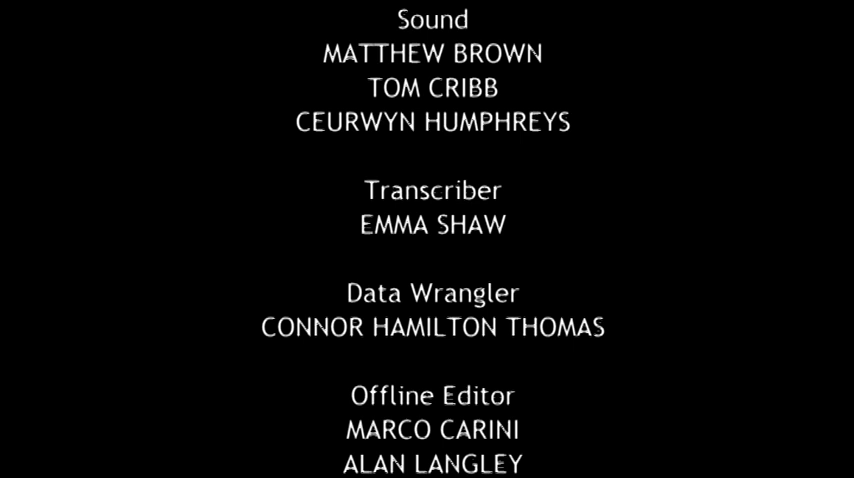 Sound
MATTHEW BROWN
TOM CRIBB
CEURWYN HUMPHREYS
Transcriber
EMMA SHAW
Data Wrangler
CONNOR HAMILTON THOMAS
Offline Editor
MARCO CARINI
ALAN LANGLEY